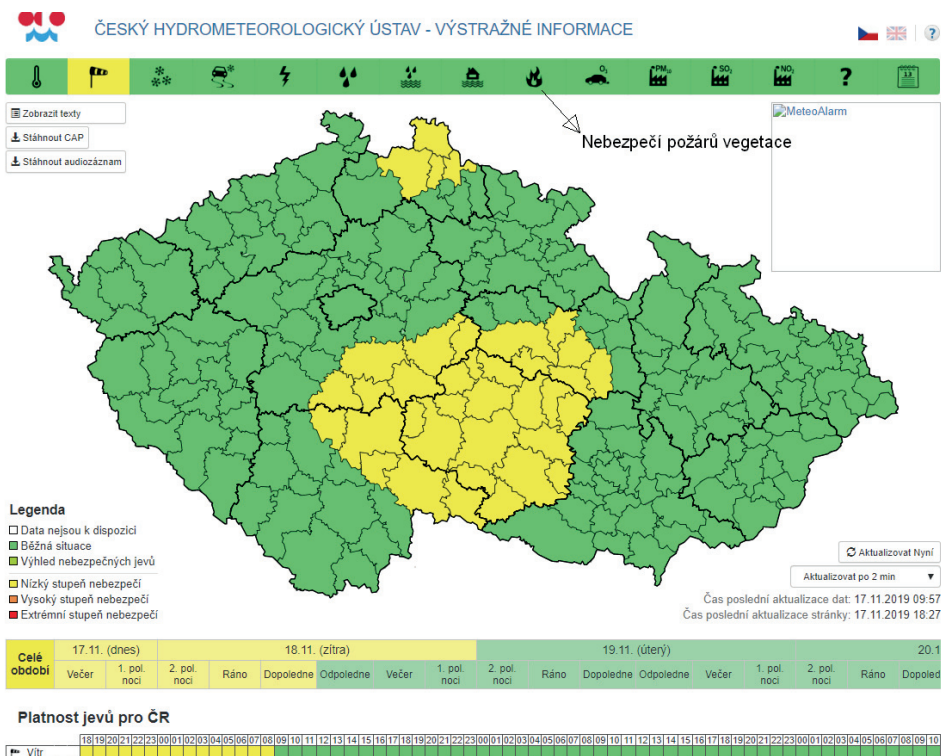 ČESKÝ HYDROMETEOROLOGICKÝ ÚSTAV - VÝSTRAŽNÉ INFORMACE
?
O₃ PM₁₀ SO₂ NO₂ ? 13
Zobrazit texty
Stáhnout CAP
Stáhnout audiozáznam
MeteoAlarm
Nebezpečí požárů vegetace
Legenda
Data nejsou k dispozici
Běžná situace
Výhled nebezpečných jevů
Nízký stupeň nebezpečí
Vysoký stupeň nebezpečí
Extrémní stupeň nebezpečí
Aktualizovat Nyní
Aktualizovat po 2 min
Čas poslední aktualizace dat: 17.11.2019 09:57
Čas poslední aktualizace stránky: 17.11.2019 18:27
Celé období
17.11. (dnes) 18.11. (zítra) 19.11. (úterý) 20.1
Večer 1. pol. noci 2. pol. noci Ráno Dopoledne Odpoledne Večer 1. pol. noci 2. pol. noci Ráno Dopoledne Odpoledne Večer 1. pol. noci 2. pol. noci Ráno Dopoled
Platnost jevů pro ČR
18 19 20 21 22 23 00 01 02 03 04 05 06 07 08 09 10 11 12 13 14 15 16 17 18 19 20 21 22 23 00 01 02 03 04 05 06 07 08 09 10 11 12 13 14 15 16 17 18 19 20 21 22 23 00 01 02 03 04 05 06 07 08 09 10
Vítr